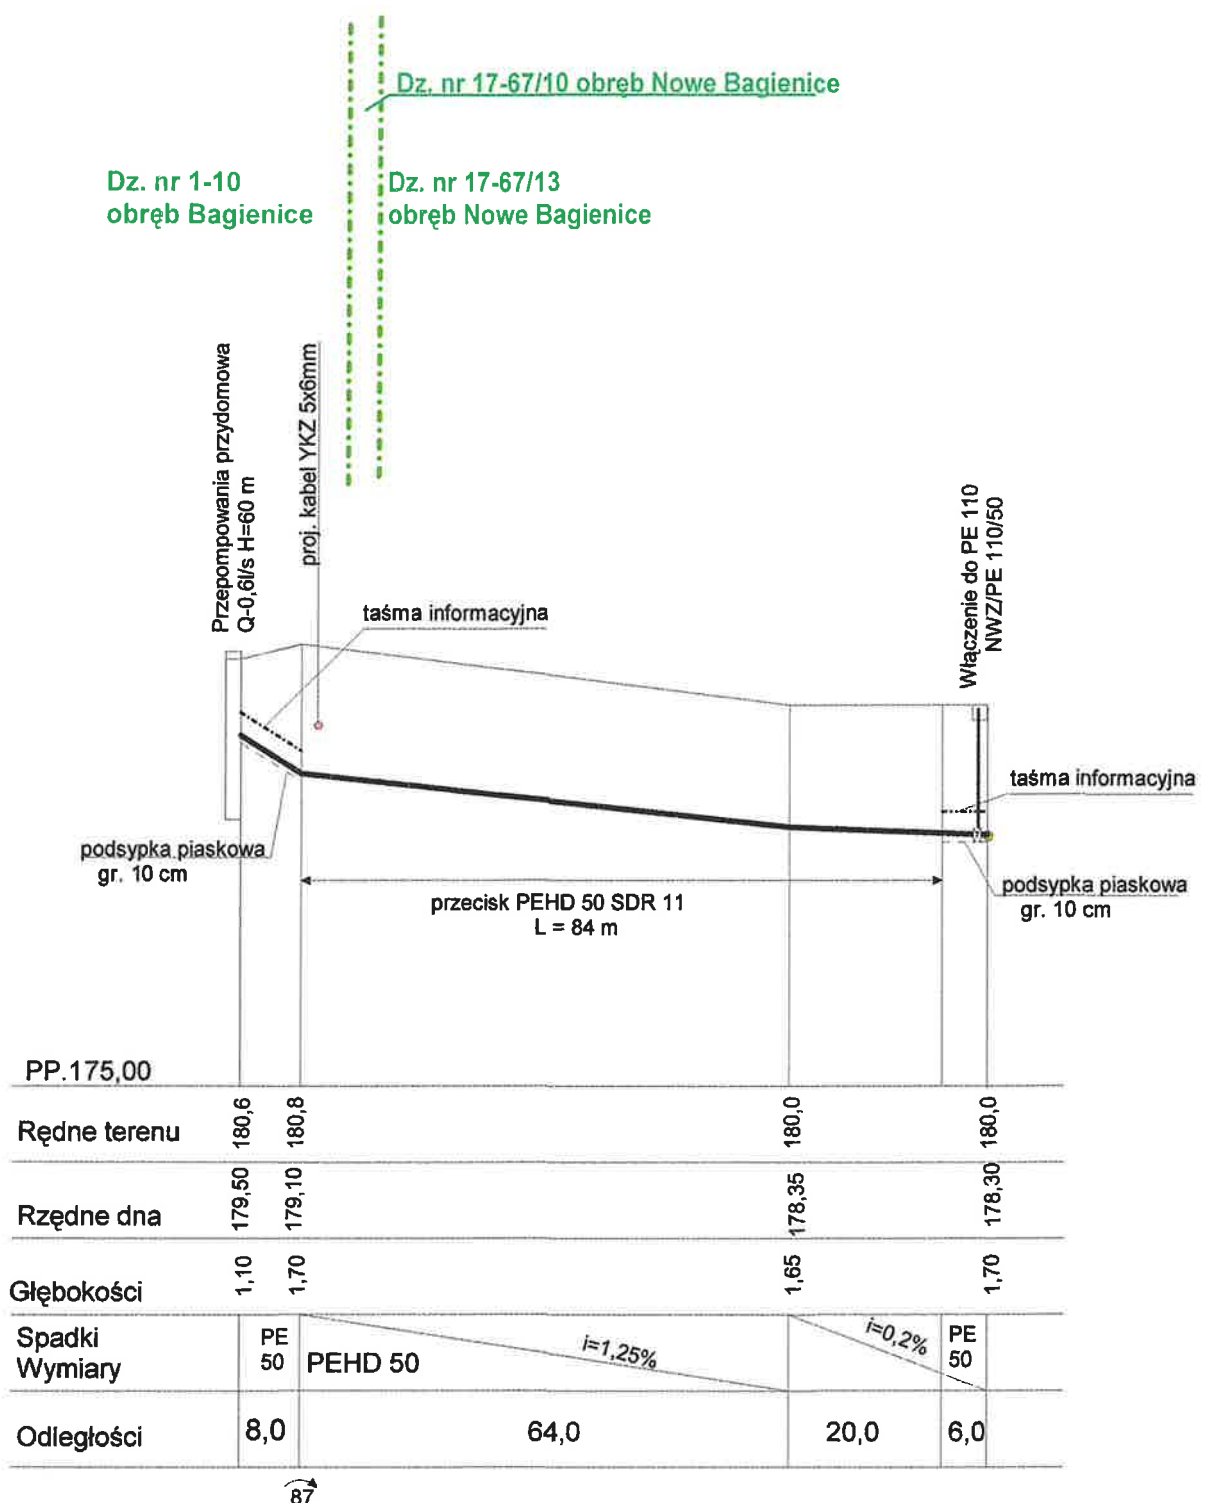 Dz. nr 17-67/10 obręb Nowe Bagienice
Dz. nr 1-10
obręb Bagienice
Dz. nr 17-67/13
obręb Nowe Bagienice
Przepompowania przydomowa
Q-0,6l/s H=60 m
proj. kabel YKZ 5x6mm
taśma informacyjna
Włączenie do PE 110
NWZ/PE 110/50
taśma informacyjna
podsypka piaskowa
gr. 10 cm
przecisk PEHD 50 SDR 11
L = 84 m
podsypka piaskowa
gr. 10 cm
PP.175,00
Rędne terenu 180,6 180,8 180,0 180,0
Rzędne dna 179,50 179,10 178,35 178,30
Głębokości 1,10 1,70 1,65 1,70
Spadki
Wymiary
PE
50
PEHD 50
i=1,25%
i=0,2%
PE
50
Odległości 8,0 64,0 20,0 6,0
87